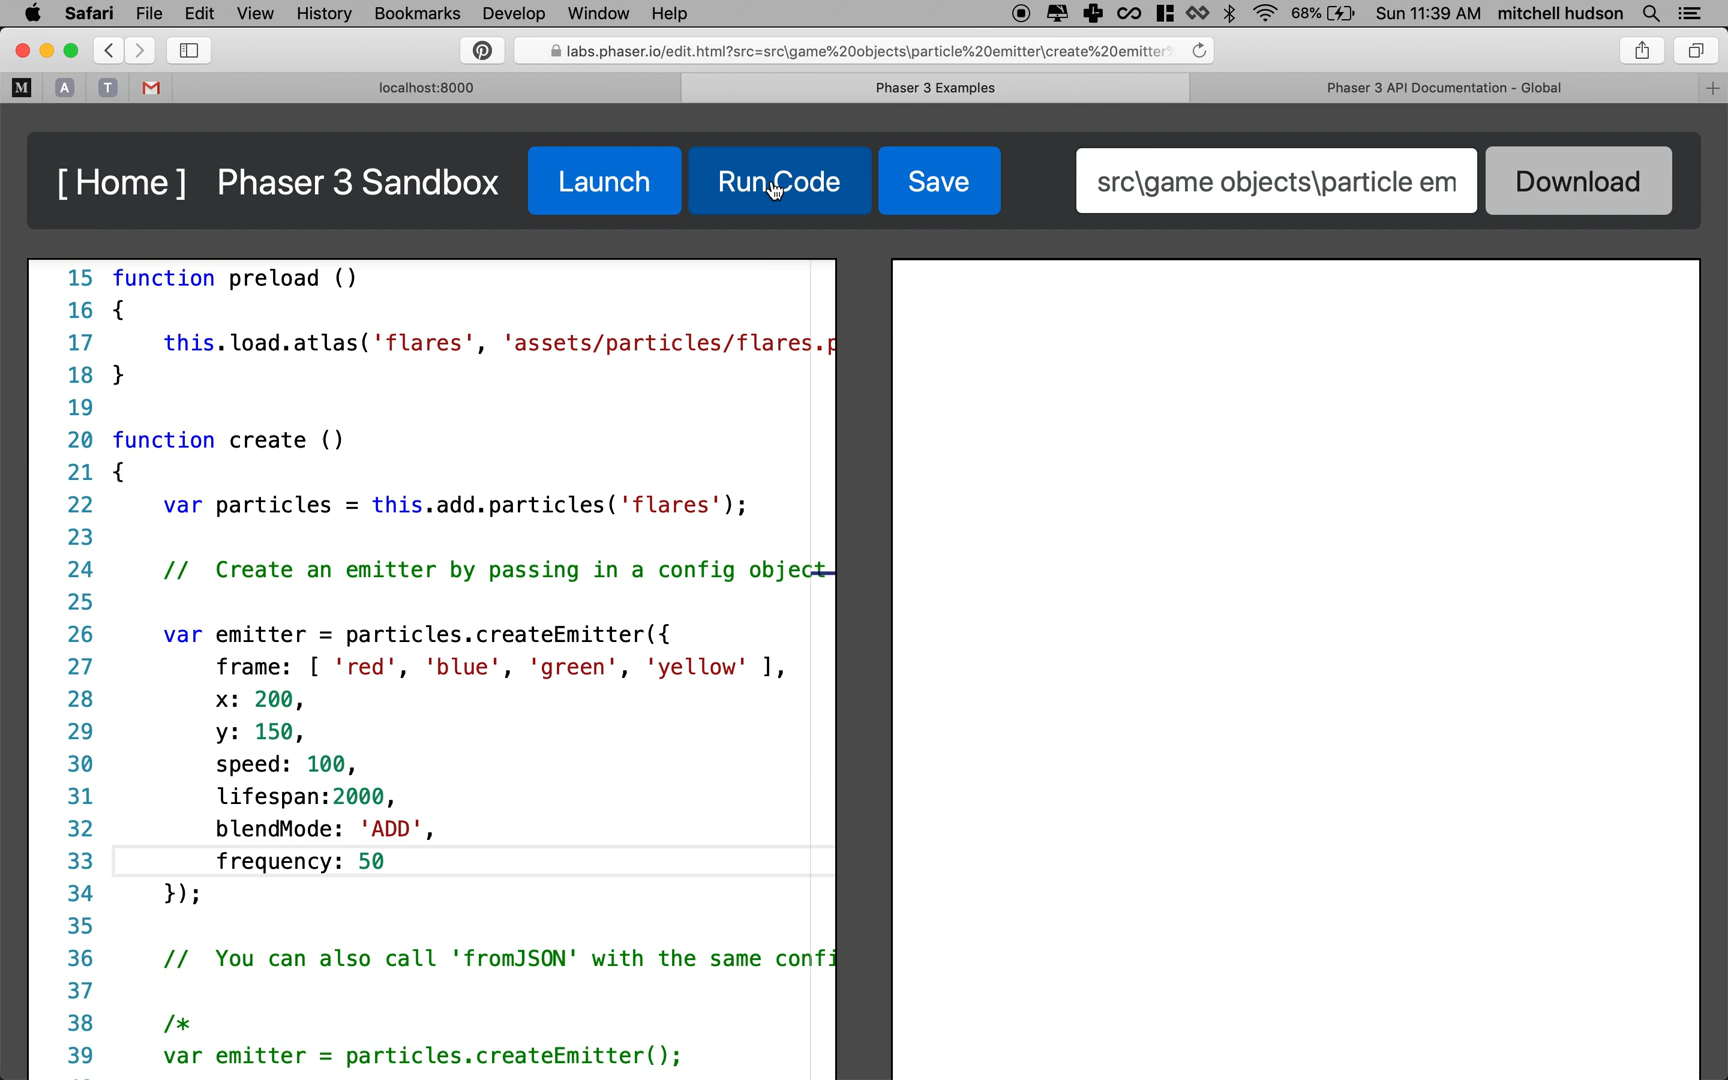 Safari File Edit View History Bookmarks Develop Window Help 68% Sun 11:39 AM mitchell hudson
labs.phaser.io/edit.html?src=src\game%20objects\particle%20emitter\create%20emitter%
M A T M localhost:8000 Phaser 3 Examples Phaser 3 API Documentation - Global +
[ Home ] Phaser 3 Sandbox Launch Run Code Save src\game objects\particle em Download
15 function preload ()
16 {
17 this.load.atlas('flares', 'assets/particles/flares.p
18 }
19
20 function create ()
21 {
22 var particles = this.add.particles('flares');
23
24 // Create an emitter by passing in a config object
25
26 var emitter = particles.createEmitter({
27 frame: [ 'red', 'blue', 'green', 'yellow' ],
28 x: 200,
29 y: 150,
30 speed: 100,
31 lifespan:2000,
32 blendMode: 'ADD',
33 frequency: 50
34 });
35
36 // You can also call 'fromJSON' with the same confi
37
38 /*
39 var emitter = particles.createEmitter();